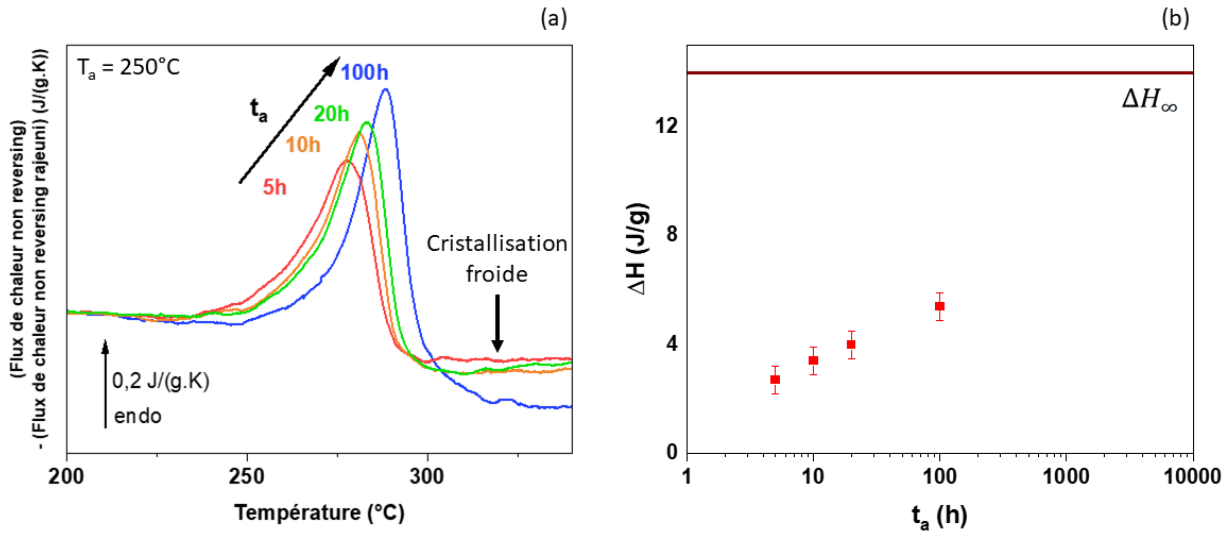 (a)
(Flux de chaleur non reversing)
- (Flux de chaleur non reversing rajeuni) (J/(g.K))
Tₐ = 250°C
tₐ
100h
20h
10h
5h
Cristallisation
froide
0,2 J/(g.K)
endo
200
250
300
Température (°C)
(b)
ΔH∞
ΔH (J/g)
12
8
4
0
1
10
100
1000
10000
tₐ (h)